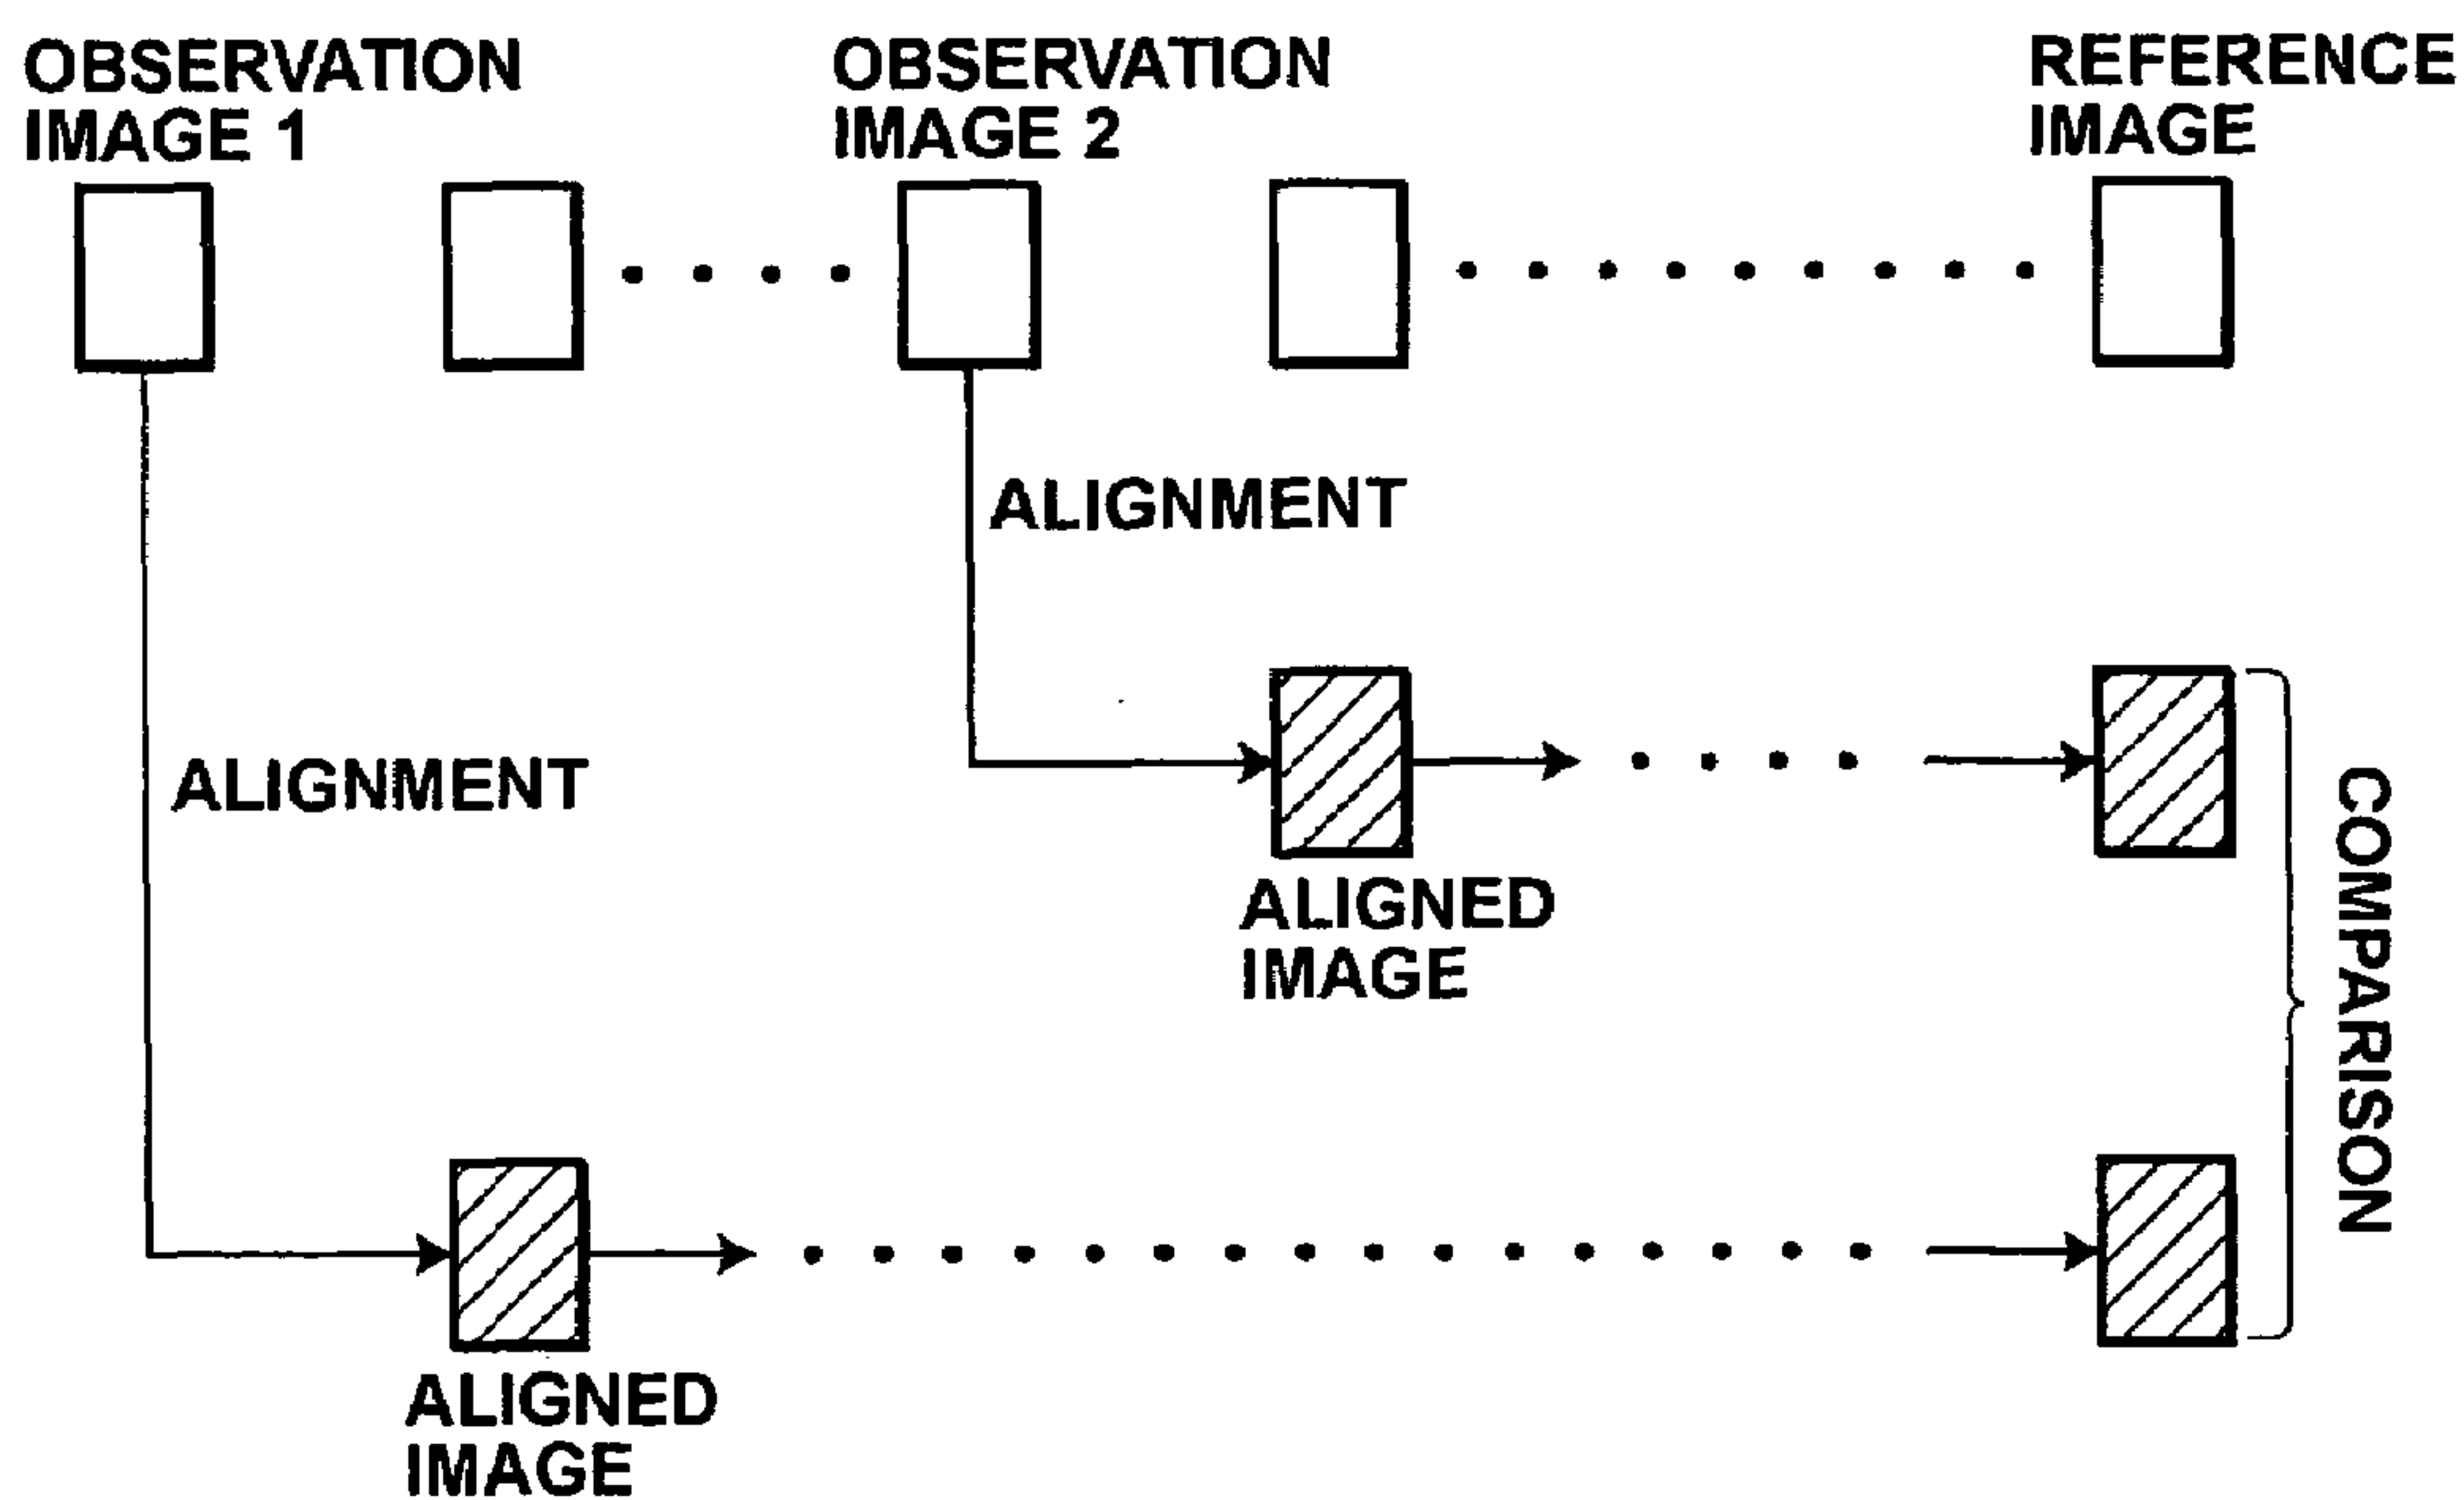 OBSERVATION
IMAGE 1
OBSERVATION
IMAGE 2
REFERENCE
IMAGE
ALIGNMENT
ALIGNMENT
ALIGNED
IMAGE
COMPARISON
ALIGNED
IMAGE